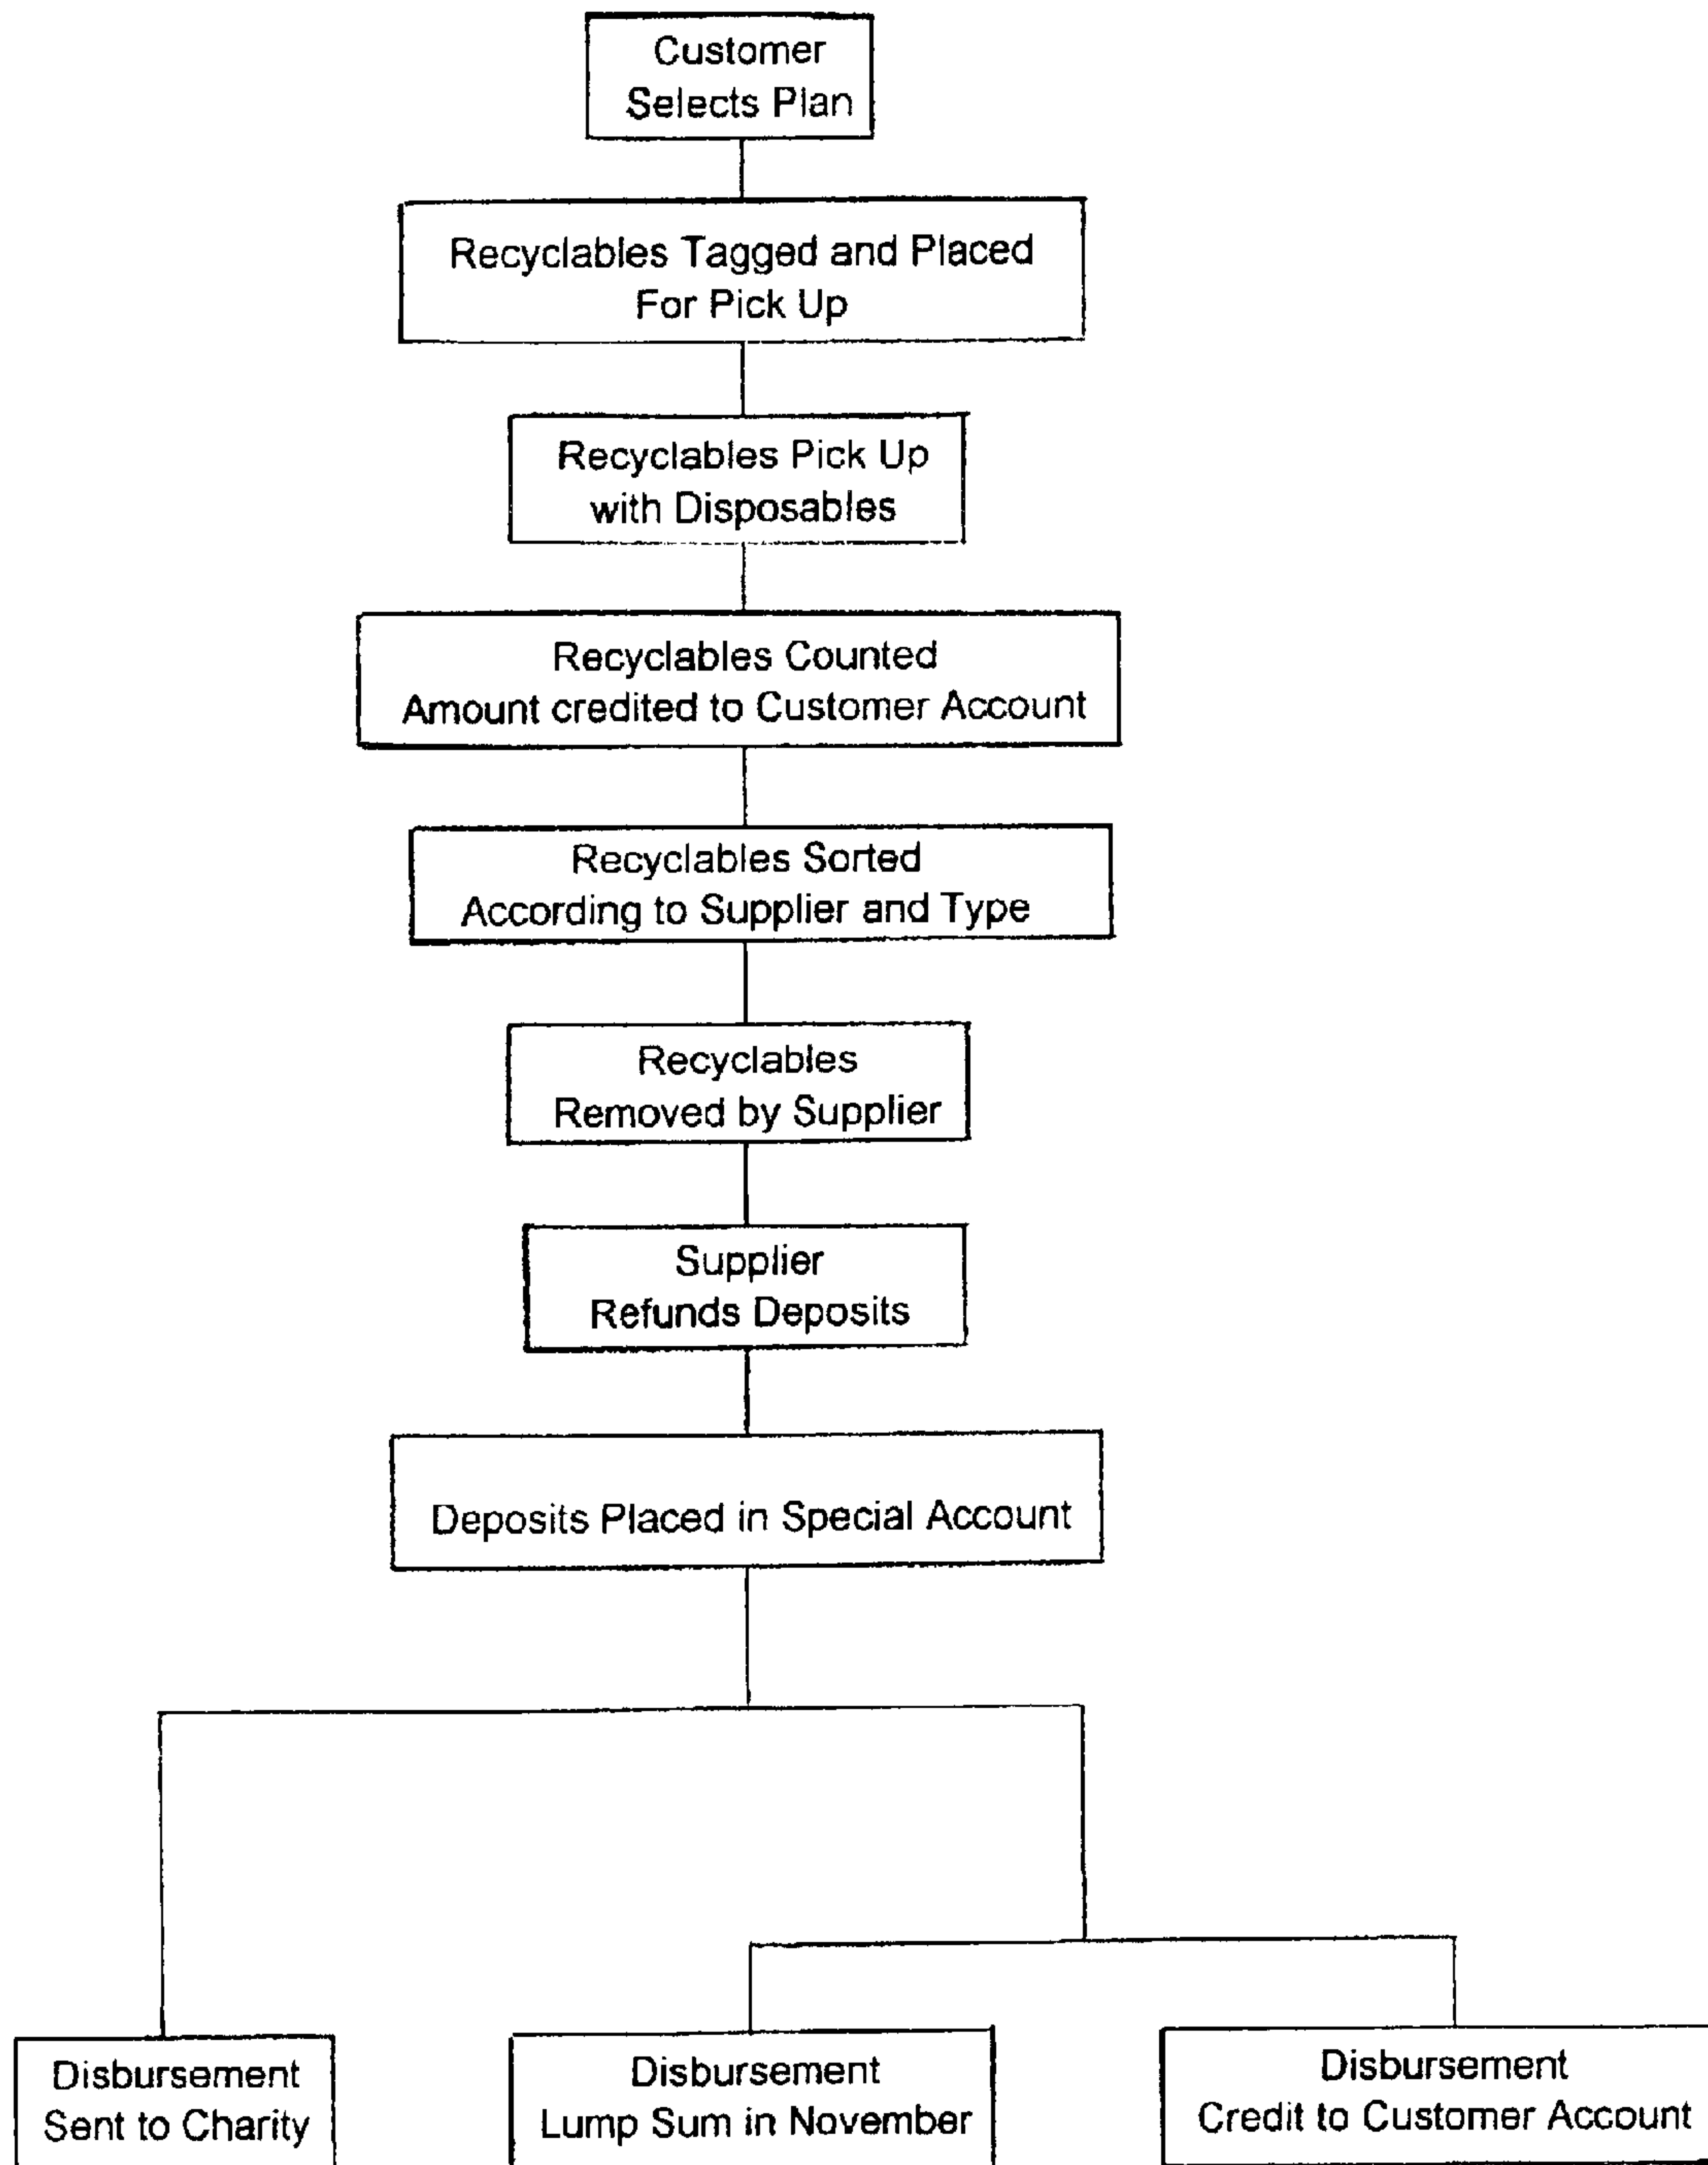 Customer
Selects Plan
Recyclables Tagged and Placed
For Pick Up
Recyclables Pick Up
with Disposables
Recyclables Counted
Amount credited to Customer Account
Recyclables Sorted
According to Supplier and Type
Recyclables
Removed by Supplier
Supplier
Refunds Deposits
Deposits Placed in Special Account
Disbursement
Sent to Charity
Disbursement
Lump Sum in November
Disbursement
Credit to Customer Account